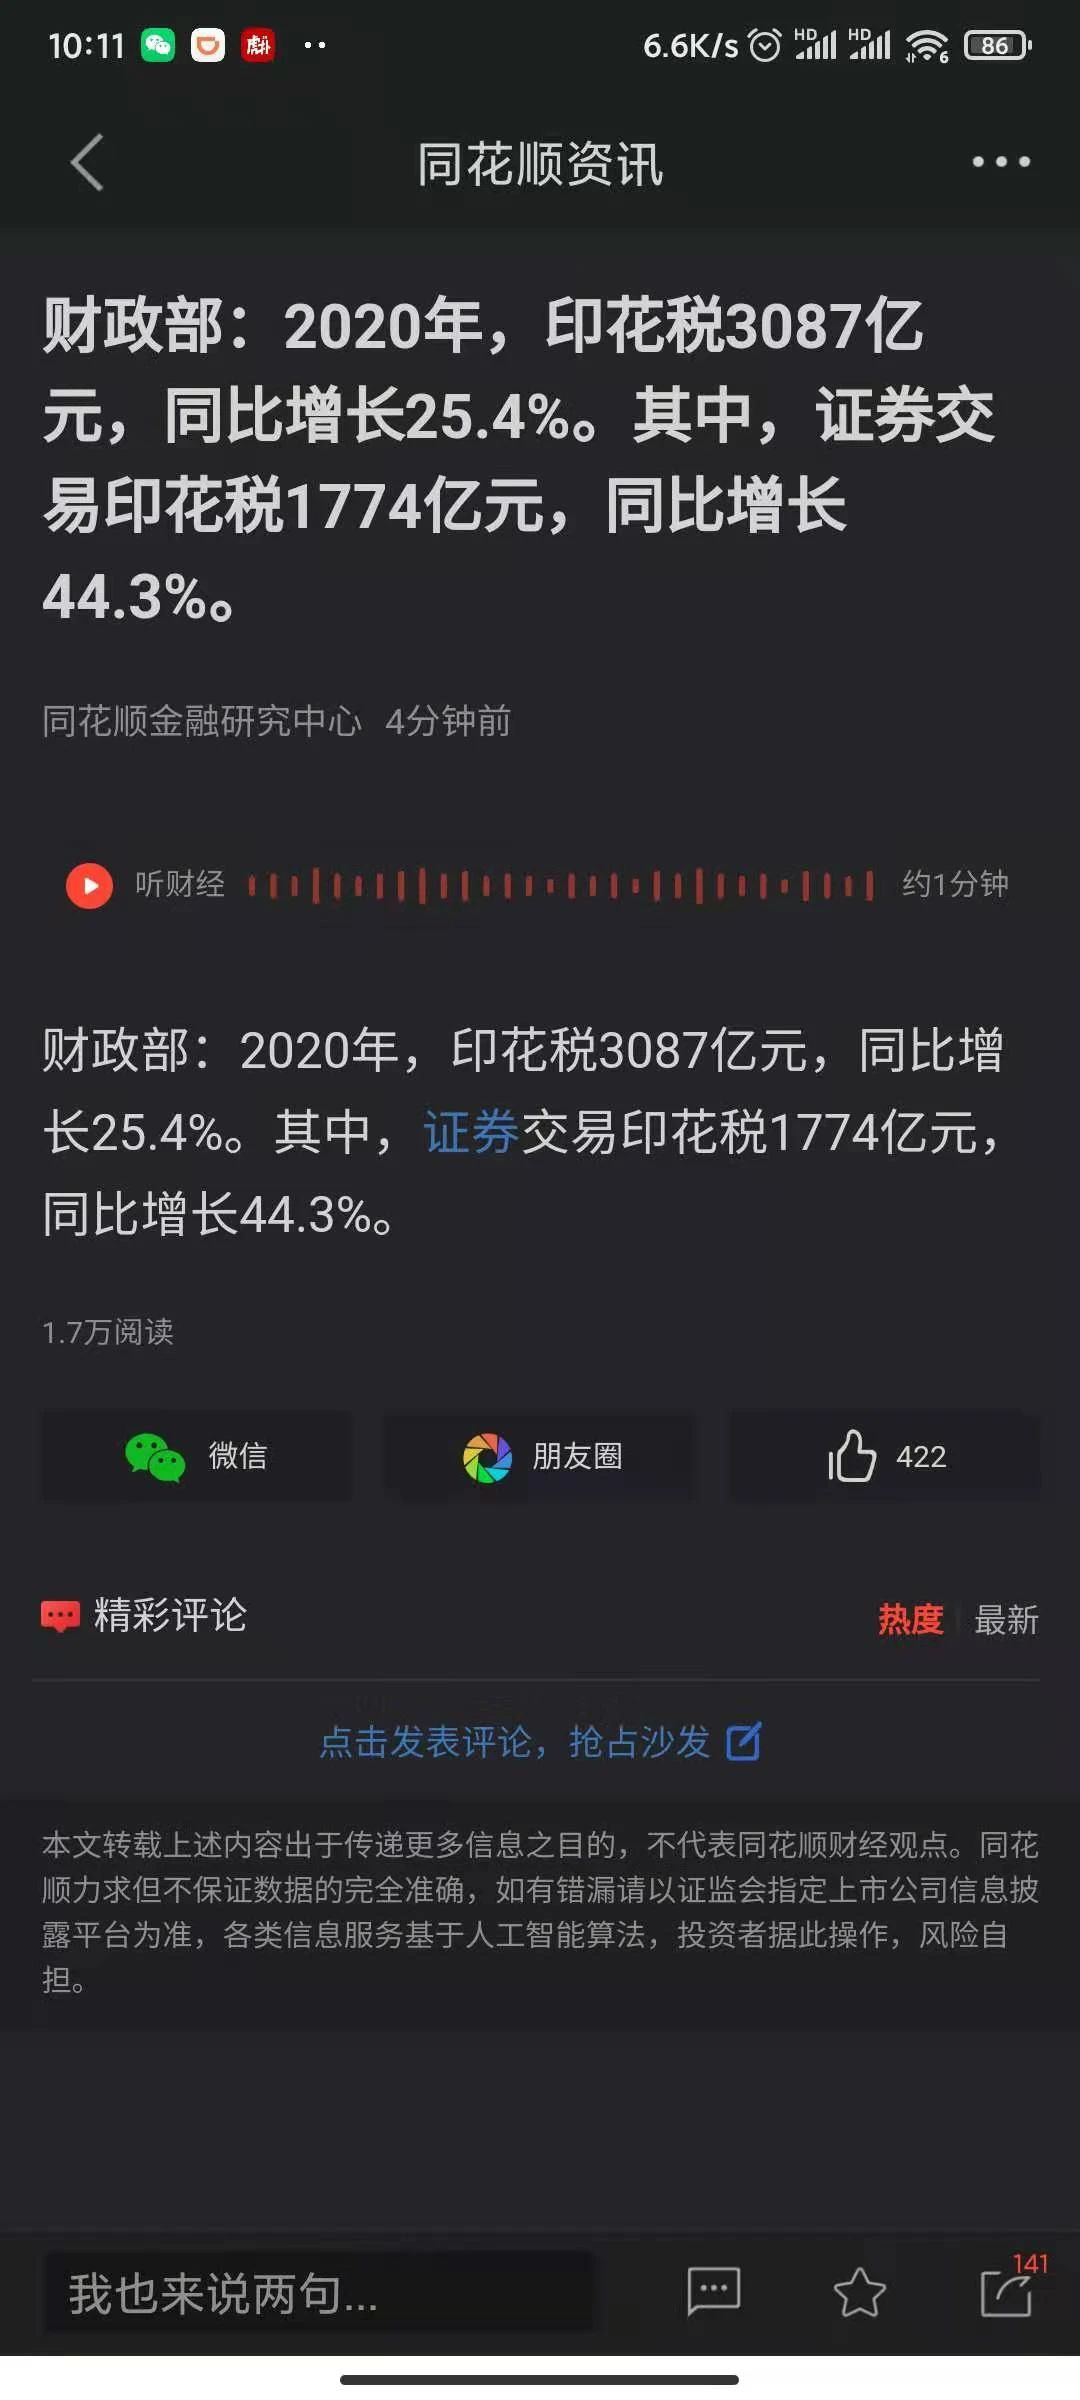 10:11
6.6K/s HD HD 6 86
同花顺资讯
财政部：2020年，印花税3087亿
元，同比增长25.4%。其中，证券交
易印花税1774亿元，同比增长
44.3%。
同花顺金融研究中心 4分钟前
听财经 约1分钟
财政部：2020年，印花税3087亿元，同比增
长25.4%。其中，证券交易印花税1774亿元，
同比增长44.3%。
1.7万阅读
微信 朋友圈 422
精彩评论 热度 最新
点击发表评论，抢占沙发
本文转载上述内容出于传递更多信息之目的，不代表同花顺财经观点。同花
顺力求但不保证数据的完全准确，如有错漏请以证监会指定上市公司信息披
露平台为准，各类信息服务基于人工智能算法，投资者据此操作，风险自
担。
我也来说两句... 141